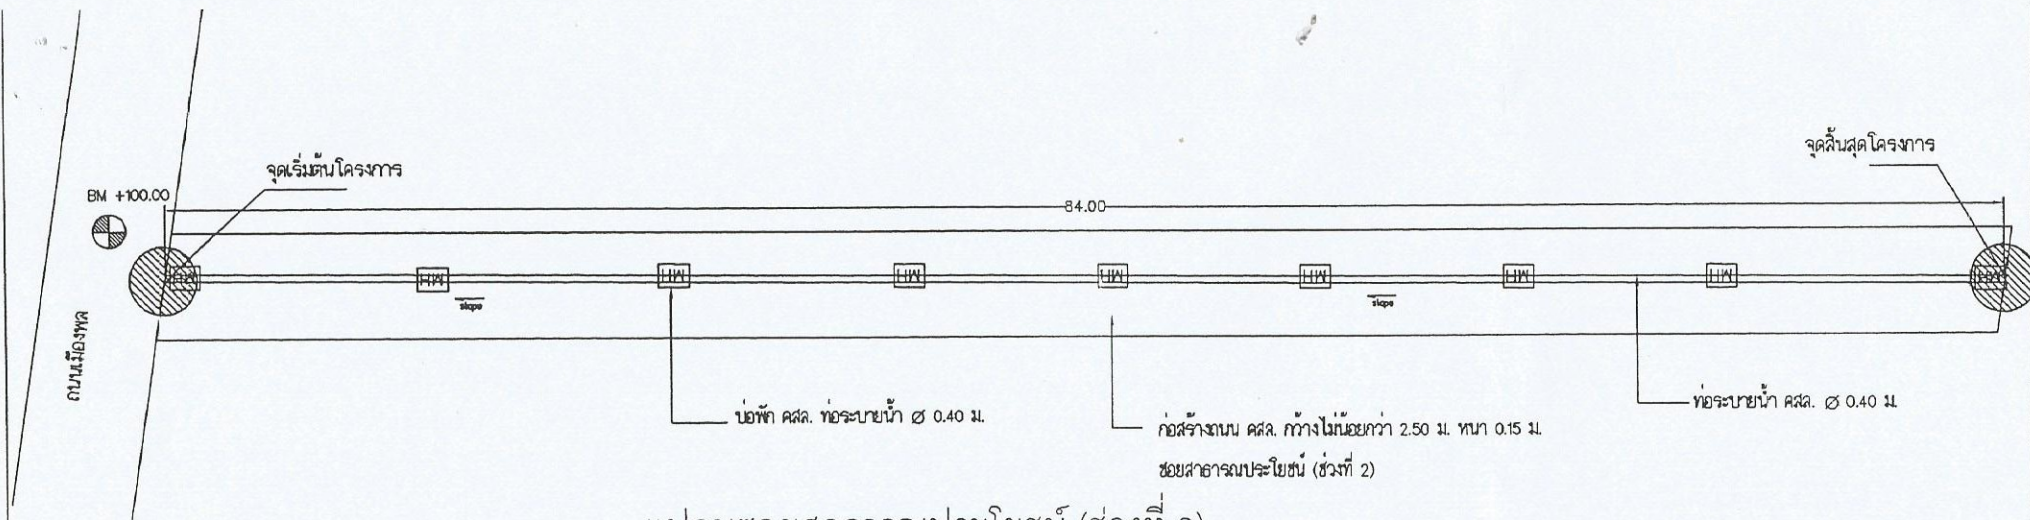 จุดเริ่มต้นโครงการ
จุดสิ้นสุดโครงการ
BM +100.00
84.00
MH
MH
MH
MH
MH
MH
MH
MH
MH
slope
slope
ถนนเมืองพล
บ่อพัก คสล. ท่อระบายน้ำ Ø 0.40 ม.
ท่อระบายน้ำ คสล. Ø 0.40 ม.
ก่อสร้างถนน คสล. กว้างไม่น้อยกว่า 2.50 ม. หนา 0.15 ม.
ซอยสาธารณประโยชน์ (ช่วงที่ 2)